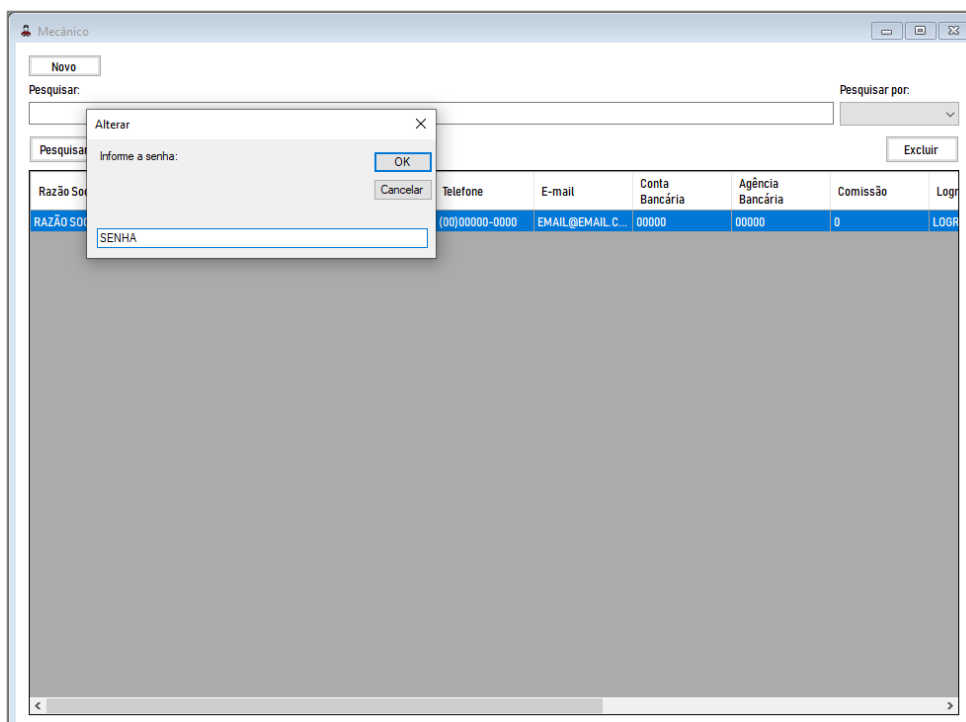 Mecânico
Novo
Pesquisar:
Pesquisar por:
Alterar
Informe a senha:
OK
Cancelar
SENHA
Pesquisar
Excluir
Razão Soc
Telefone
E-mail
Conta
Bancária
Agência
Bancária
Comissão
Logr
RAZÃO SOC
(00)00000-0000
EMAIL@EMAIL.C...
00000
00000
0
LOGR